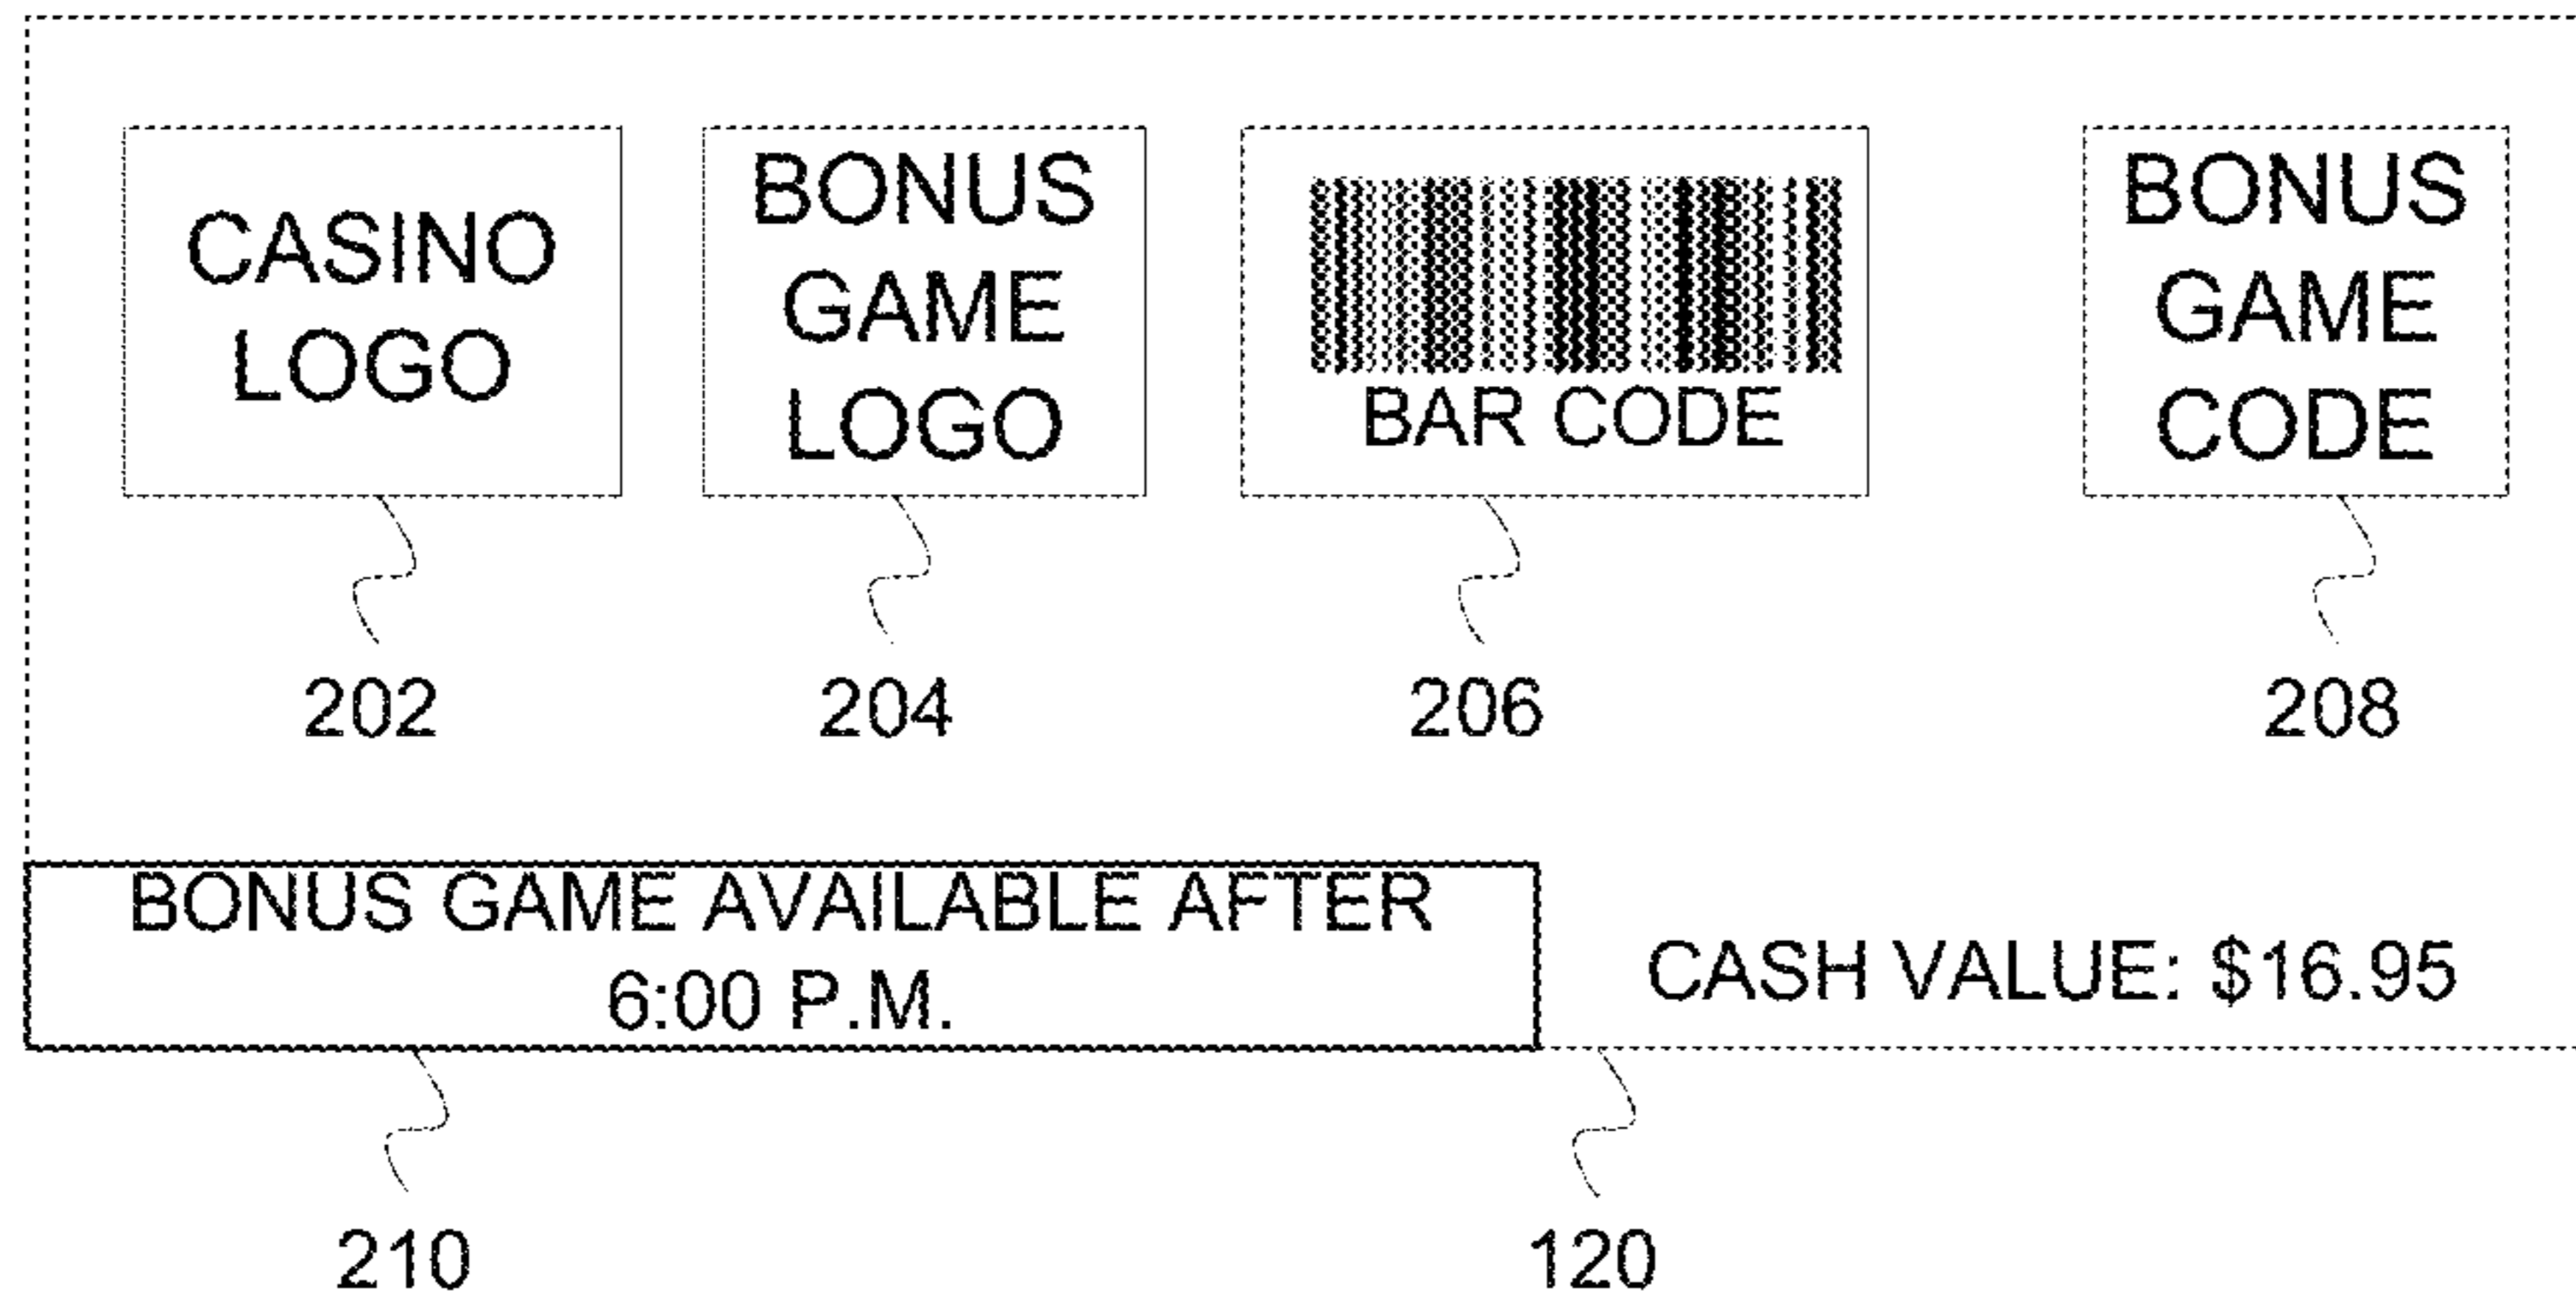 CASINO
LOGO
BONUS
GAME
LOGO
BAR CODE
BONUS
GAME
CODE
202
204
206
208
BONUS GAME AVAILABLE AFTER
6:00 P.M.
CASH VALUE: $16.95
210
120